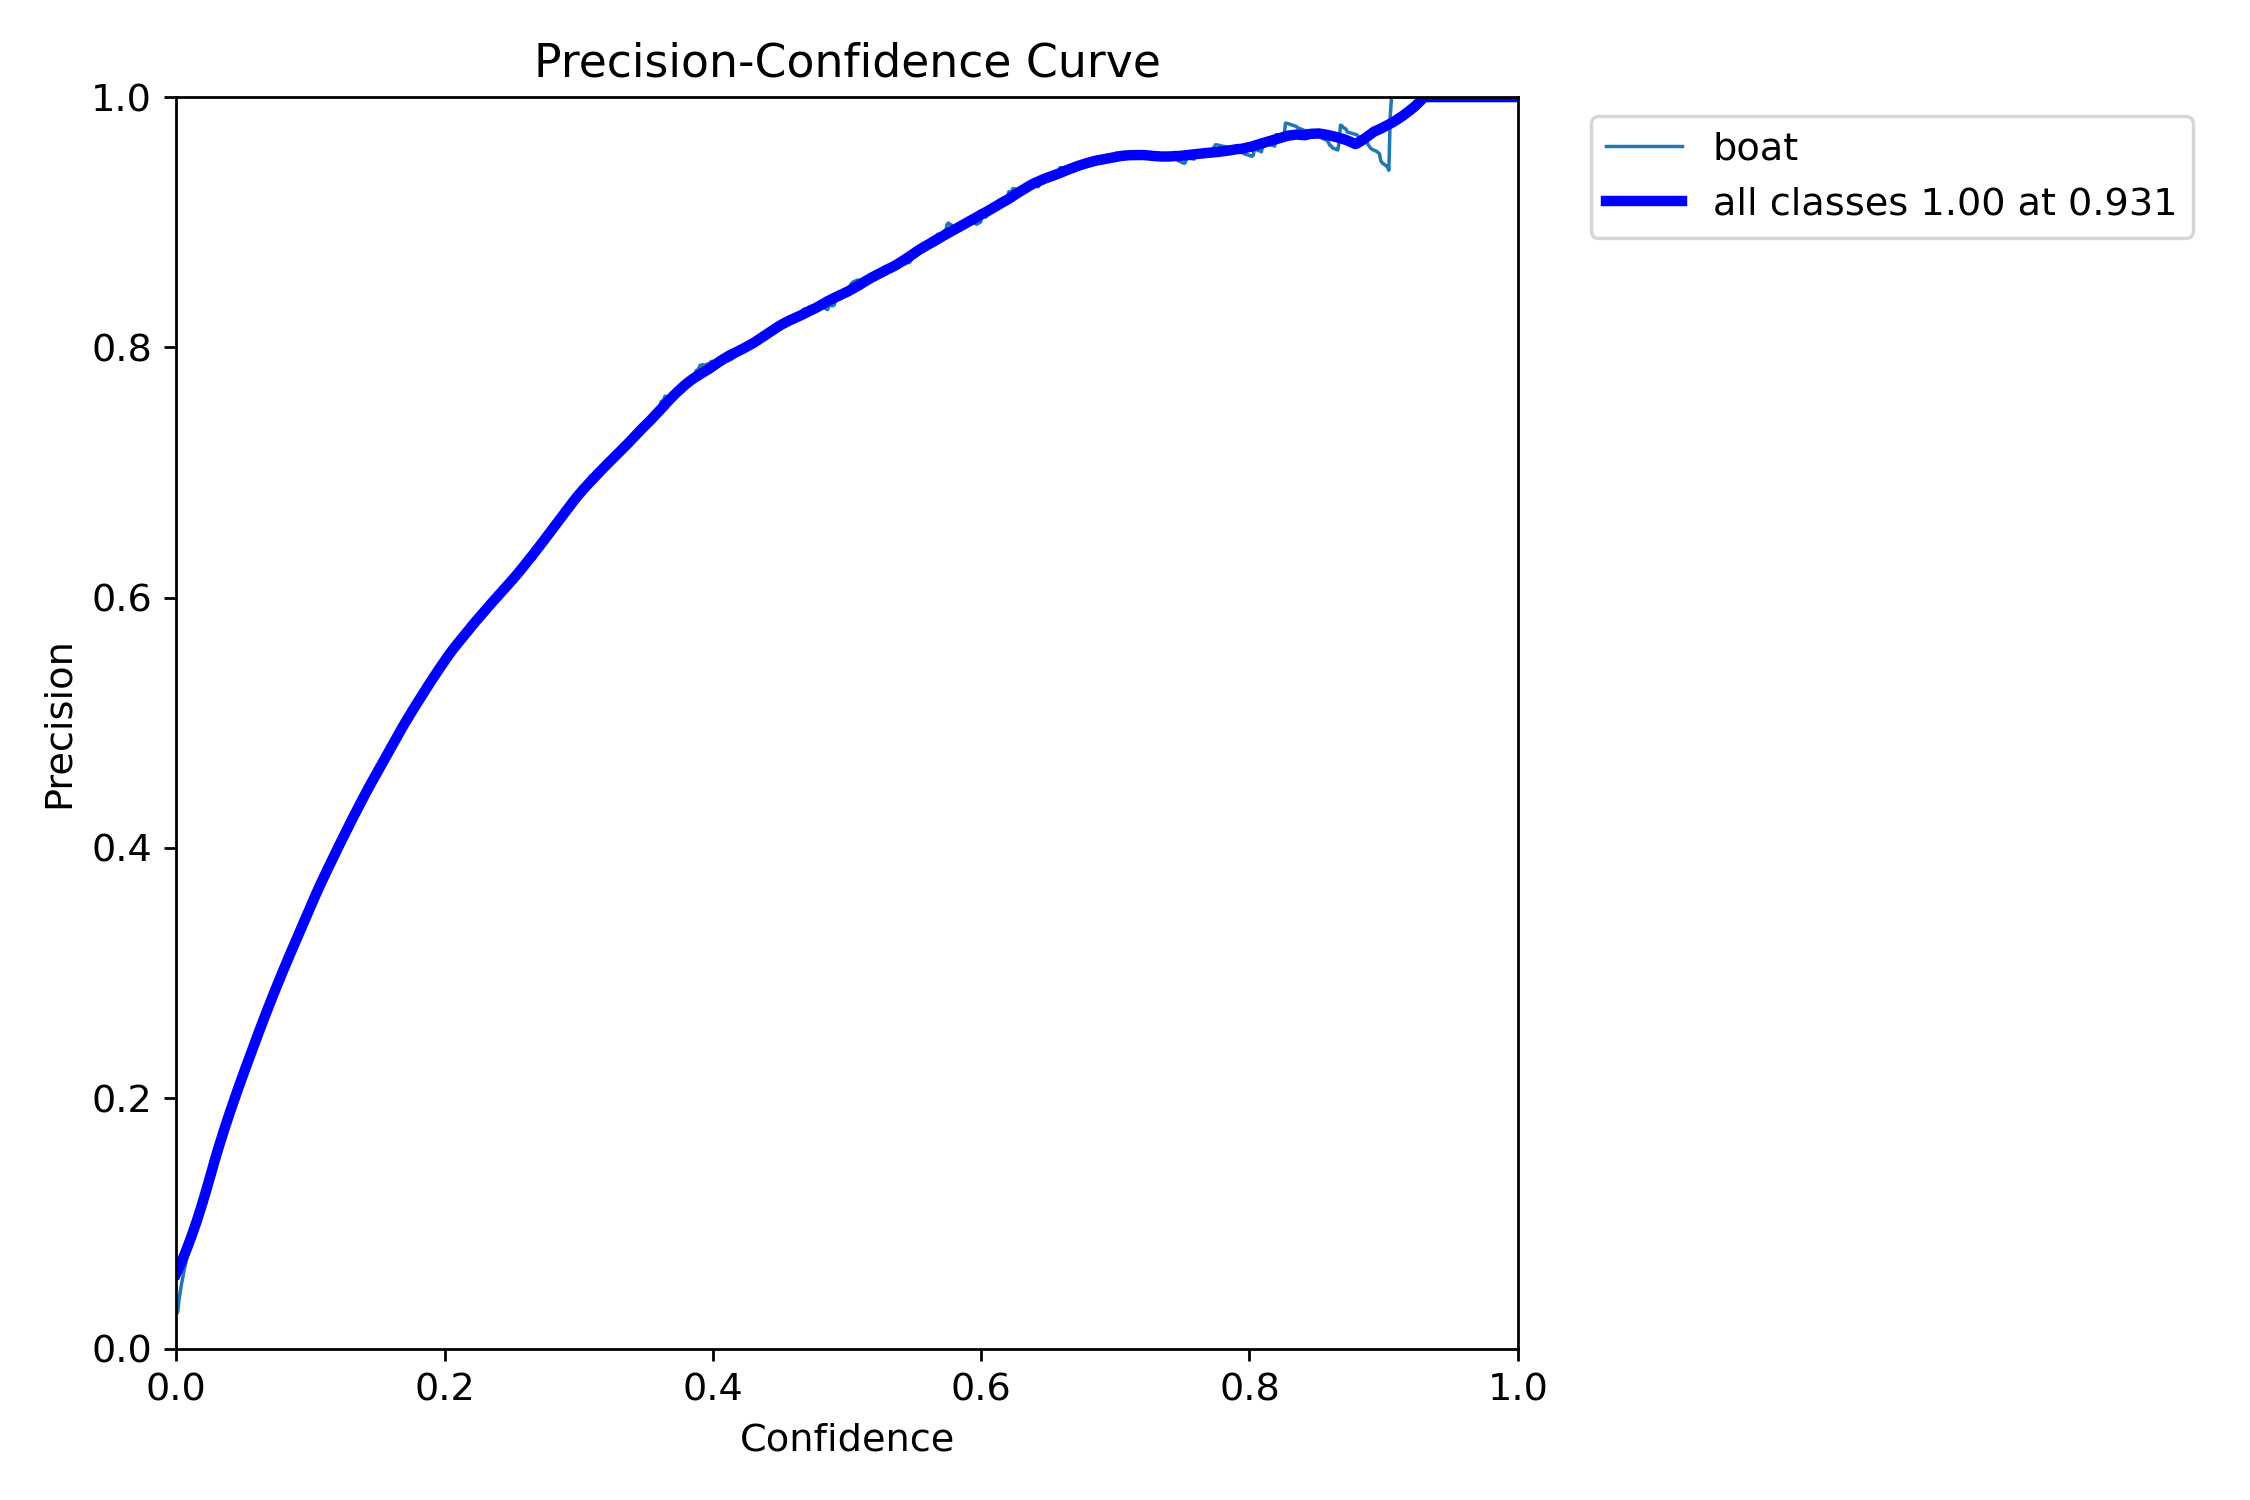 Precision-Confidence Curve
boat
all classes 1.00 at 0.931
1.0
0.8
0.6
0.4
0.2
0.0
Precision
0.0 0.2 0.4 0.6 0.8 1.0
Confidence